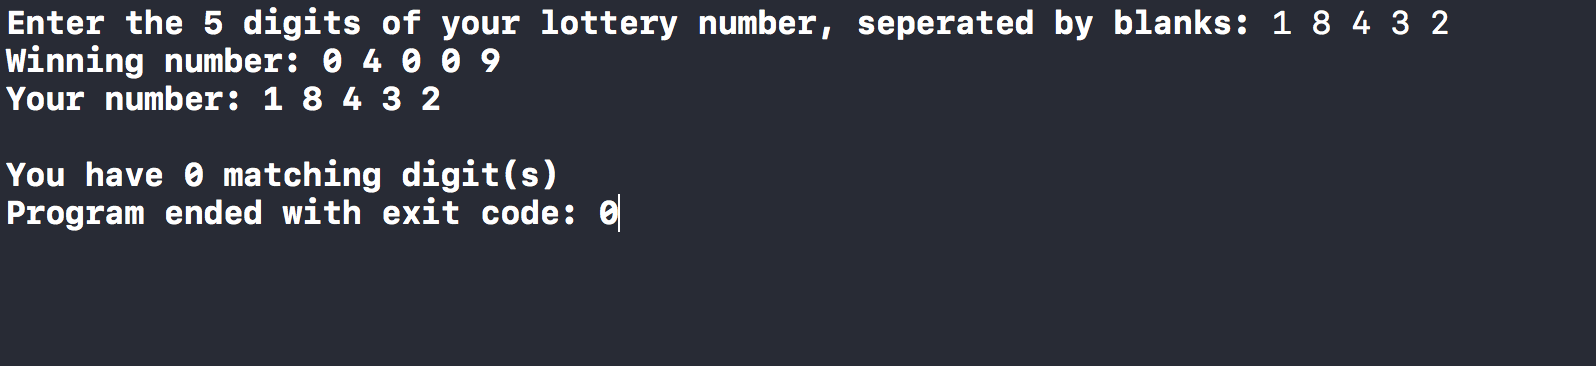 Enter the 5 digits of your lottery number, seperated by blanks: 1 8 4 3 2
Winning number: 0 4 0 0 9
Your number: 1 8 4 3 2
You have 0 matching digit(s)
Program ended with exit code: 0